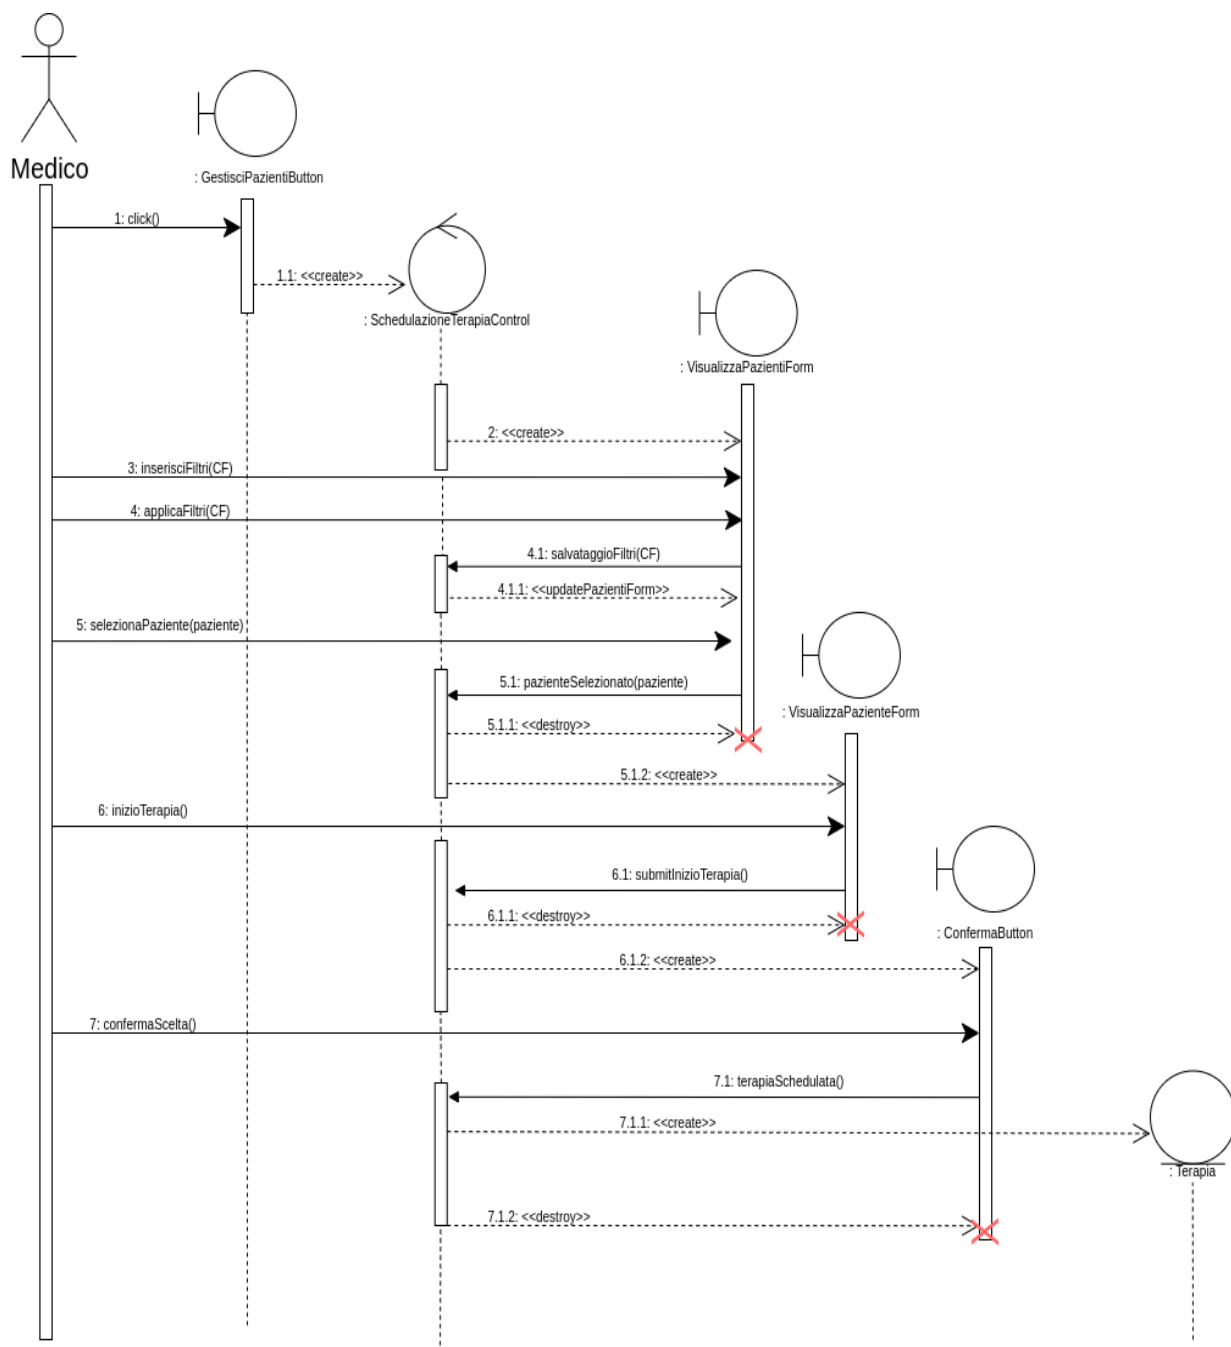 Medico
: GestisciPazientiButton
1: click()
1.1: <<create>>
: SchedulazioneTerapiaControl
: VisualizzaPazientiForm
2: <<create>>
3: inserisciFiltri(CF)
4: applicaFiltri(CF)
4.1: salvataggioFiltri(CF)
4.1.1: <<updatePazientiForm>>
5: selezionaPaziente(paziente)
5.1: pazienteSelezionato(paziente)
: VisualizzaPazienteForm
5.1.1: <<destroy>>
5.1.2: <<create>>
6: inizioTerapia()
6.1: submitInizioTerapia()
6.1.1: <<destroy>>
: ConfermaButton
6.1.2: <<create>>
7: confermaScelta()
7.1: terapiaSchedulata()
7.1.1: <<create>>
: Terapia
7.1.2: <<destroy>>